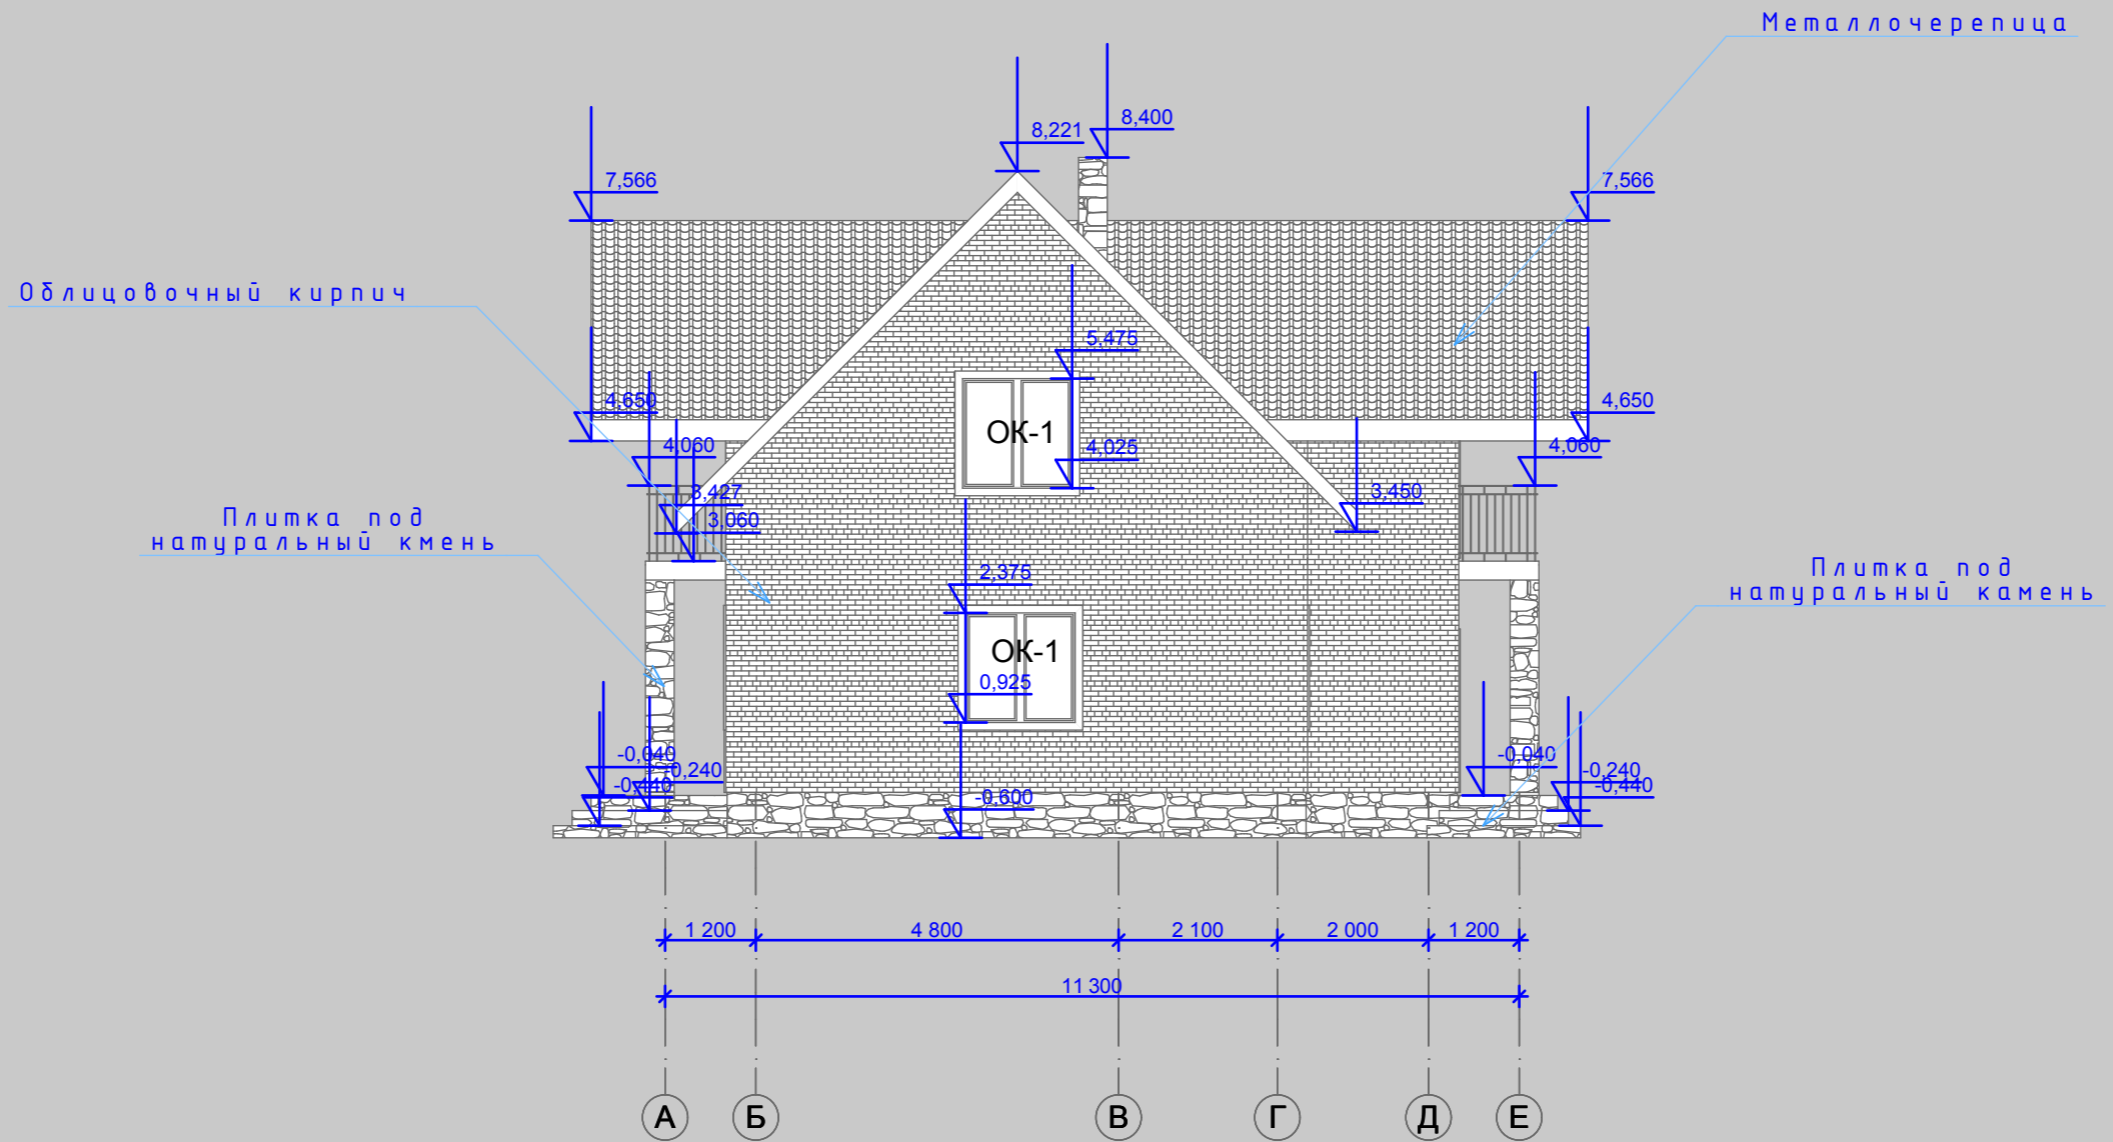 Металлочерепица
8,400
8,221
7,566
7,566
Облицовочный кирпич
5,475
4,650
4,650
ОК-1
4,060
4,025
4,060
3,427
3,450
3,060
Плитка под
натуральный кмень
2,375
Плитка под
натуральный камень
ОК-1
0,925
-0,040
-0,240
-0,440
-0,600
-0,040
-0,240
-0,440
1 200
4 800
2 100
2 000
1 200
11 300
А
Б
В
Г
Д
Е